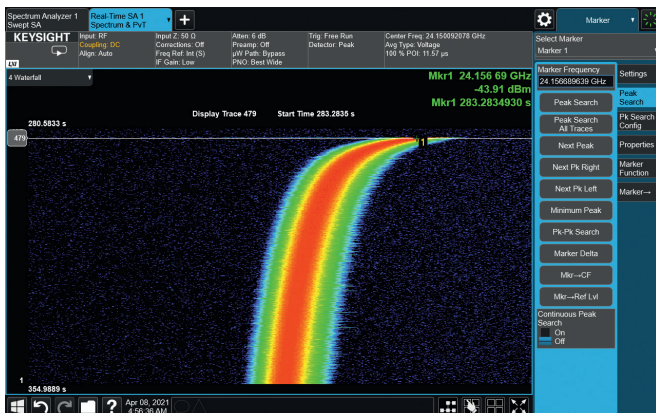 Spectrum Analyzer 1
Swept SA
Real-Time SA 1
Spectrum & PvT
Marker
KEYSIGHT
LXI
Input: RF
Coupling: DC
Align: Auto
Input Z: 50 Ω
Corrections: Off
Freq Ref: Int (S)
IF Gain: Low
Atten: 6 dB
Preamp: Off
µW Path: Bypass
PNO: Best Wide
Trig: Free Run
Detector: Peak
Center Freq: 24.150092078 GHz
Avg Type: Voltage
100 % POI: 11.57 µs
Select Marker
Marker 1
4 Waterfall
Mkr1 24.156 69 GHz
-43.91 dBm
Mkr1 283.2834930 s
Display Trace 479
Start Time 283.2835 s
280.5833 s
479
1
1
354.9889 s
Marker Frequency
24.156689639 GHz
Peak Search
Peak Search
All Traces
Next Peak
Next Pk Right
Next Pk Left
Minimum Peak
Pk-Pk Search
Marker Delta
Mkr→CF
Mkr→Ref Lvl
Continuous Peak
Search
On
Off
Settings
Peak
Search
Pk Search
Config
Properties
Marker
Function
Marker→
?
Apr 08, 2021
4:56:36 AM